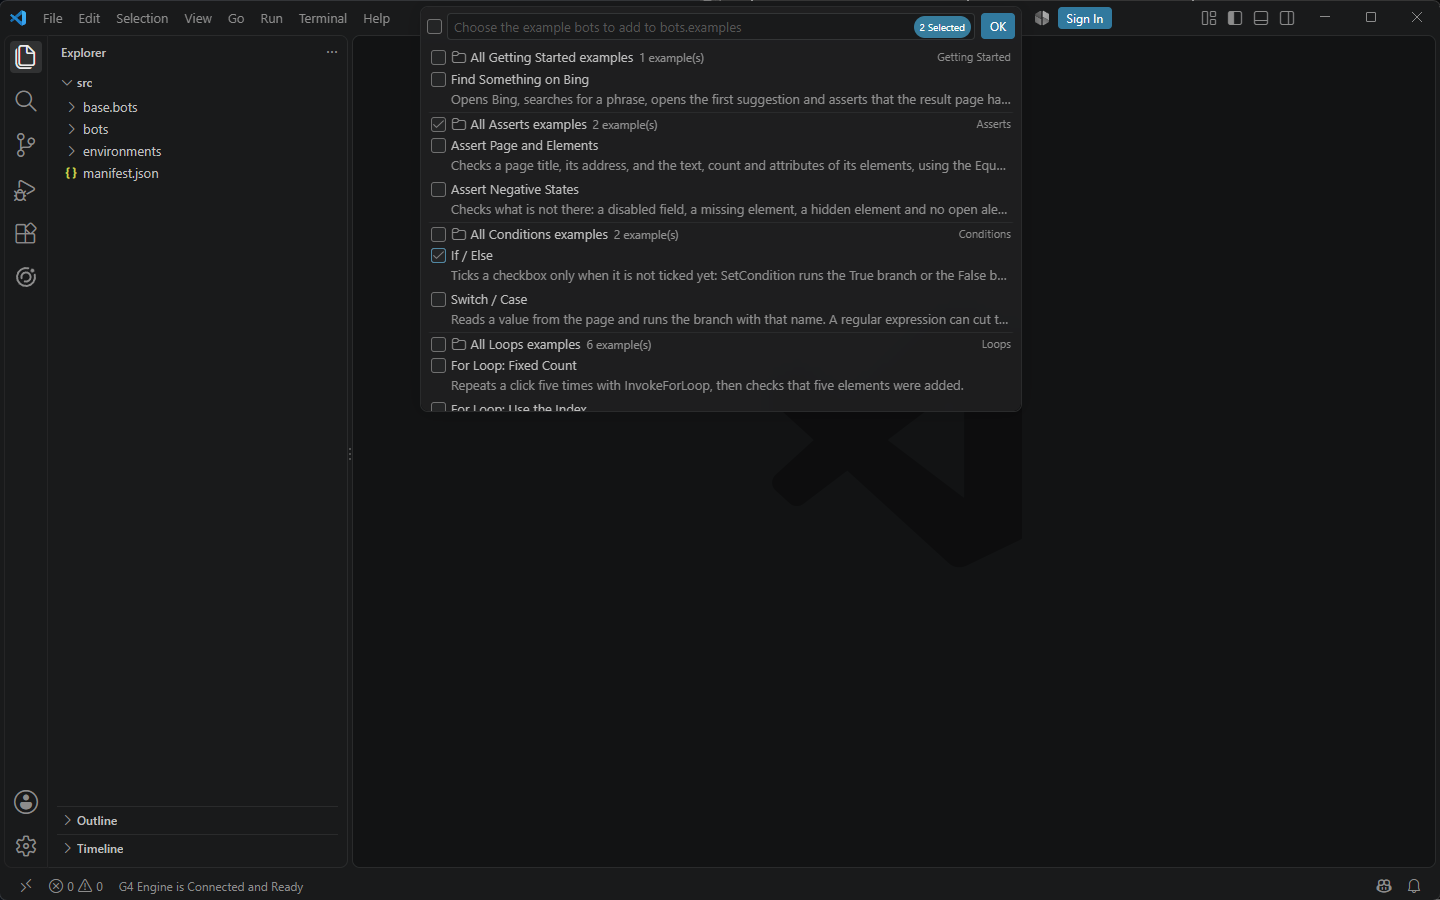 File Edit Selection View Go Run Terminal Help
Choose the example bots to add to bots.examples
2 Selected
OK
Sign In
Explorer
src
base.bots
bots
environments
{} manifest.json
All Getting Started examples 1 example(s) Getting Started
Find Something on Bing
Opens Bing, searches for a phrase, opens the first suggestion and asserts that the result page ha...
All Asserts examples 2 example(s) Asserts
Assert Page and Elements
Checks a page title, its address, and the text, count and attributes of its elements, using the Equ...
Assert Negative States
Checks what is not there: a disabled field, a missing element, a hidden element and no open ale...
All Conditions examples 2 example(s) Conditions
If / Else
Ticks a checkbox only when it is not ticked yet: SetCondition runs the True branch or the False b...
Switch / Case
Reads a value from the page and runs the branch with that name. A regular expression can cut t...
All Loops examples 6 example(s) Loops
For Loop: Fixed Count
Repeats a click five times with InvokeForLoop, then checks that five elements were added.
For Loop: Use the Index
Outline
Timeline
0 0 G4 Engine is Connected and Ready